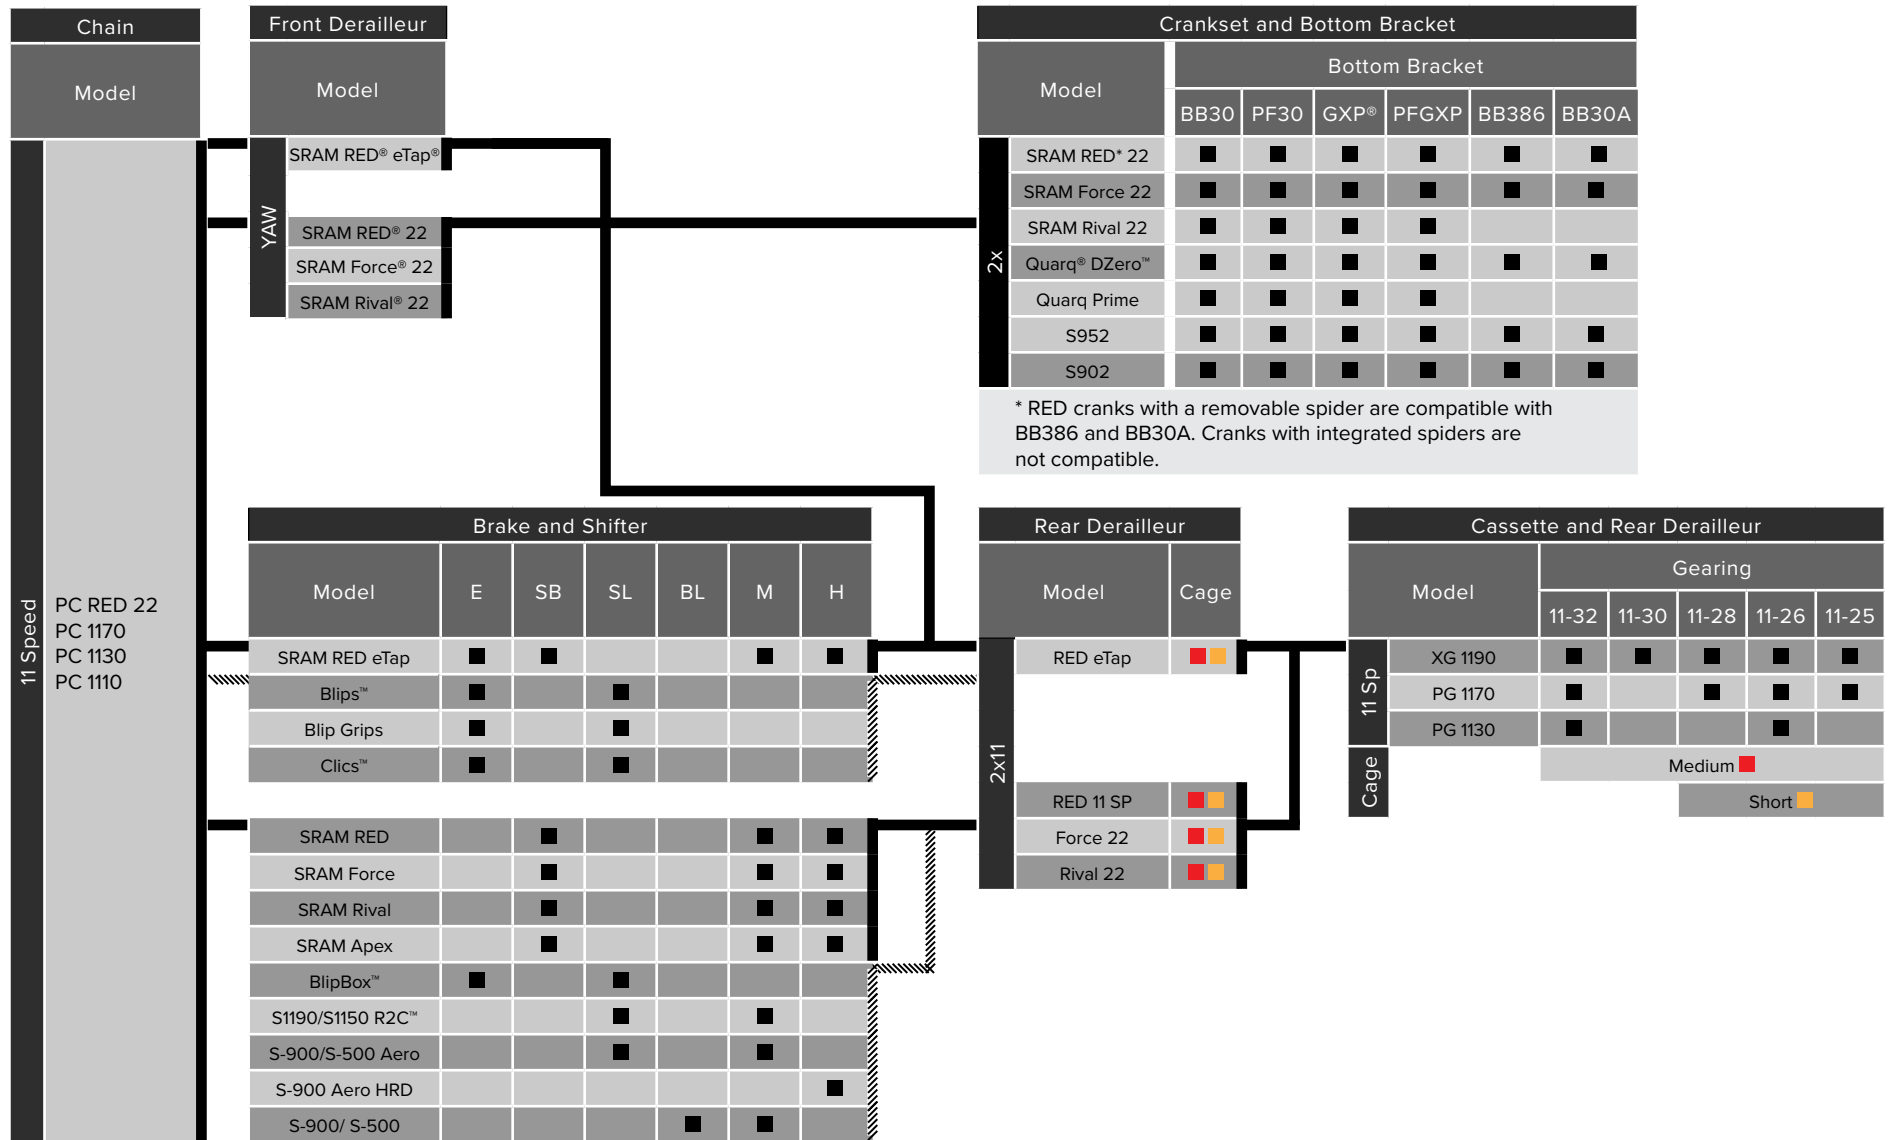 Chain
Model
11 Speed
PC RED 22
PC 1170
PC 1130
PC 1110
Front Derailleur
Model
YAW
SRAM RED® eTap®
SRAM RED® 22
SRAM Force® 22
SRAM Rival® 22
Crankset and Bottom Bracket
Model
Bottom Bracket
BB30 PF30 GXP® PFGXP BB386 BB30A
2x
SRAM RED* 22
SRAM Force 22
SRAM Rival 22
Quarq® DZero™
Quarq Prime
S952
S902
* RED cranks with a removable spider are compatible with
BB386 and BB30A. Cranks with integrated spiders are
not compatible.
Brake and Shifter
Model E SB SL BL M H
SRAM RED eTap
Blips™
Blip Grips
Clics™
SRAM RED
SRAM Force
SRAM Rival
SRAM Apex
BlipBox™
S1190/S1150 R2C™
S-900/S-500 Aero
S-900 Aero HRD
S-900/ S-500
Rear Derailleur
Model Cage
2x11
RED eTap
RED 11 SP
Force 22
Rival 22
Cassette and Rear Derailleur
Model
Gearing
11-32 11-30 11-28 11-26 11-25
11 Sp
XG 1190
PG 1170
PG 1130
Cage
Medium
Short